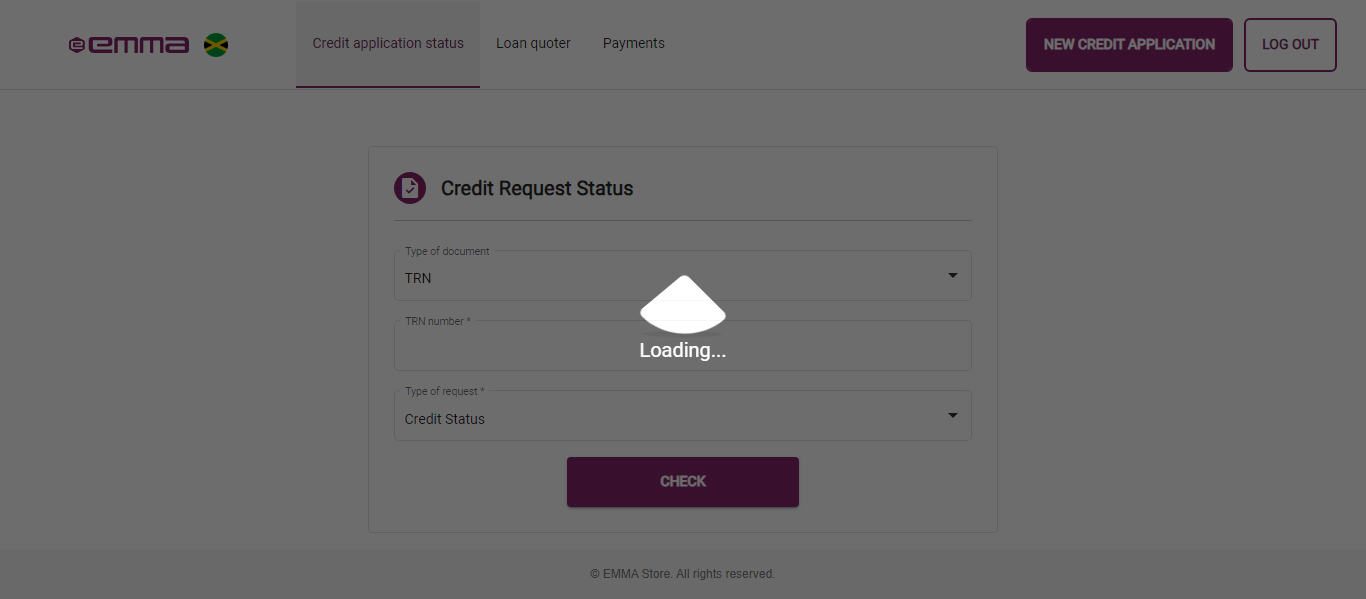 emma
Credit application status
Loan quoter
Payments
NEW CREDIT APPLICATION
LOG OUT
Credit Request Status
Type of document
TRN
TRN number *
Loading...
Type of request *
Credit Status
CHECK
© EMMA Store. All rights reserved.